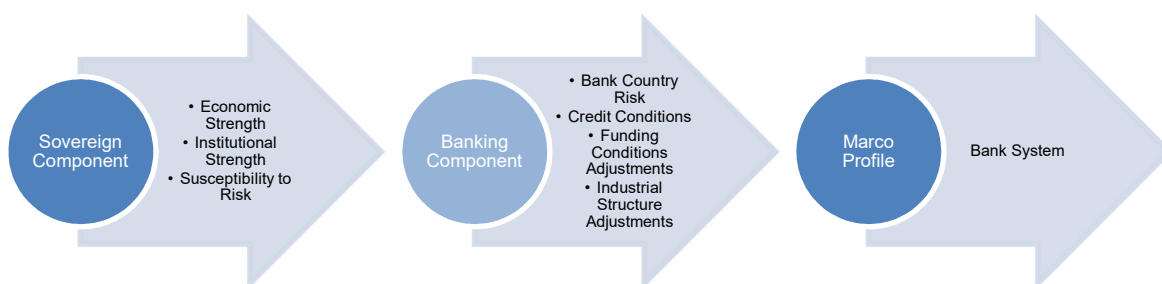 Sovereign
Component
• Economic
Strength
• Institutional
Strength
• Susceptibility to
Risk
Banking
Component
• Bank Country
Risk
• Credit Conditions
• Funding
Conditions
Adjustments
• Industrial
Structure
Adjustments
Marco
Profile
Bank System